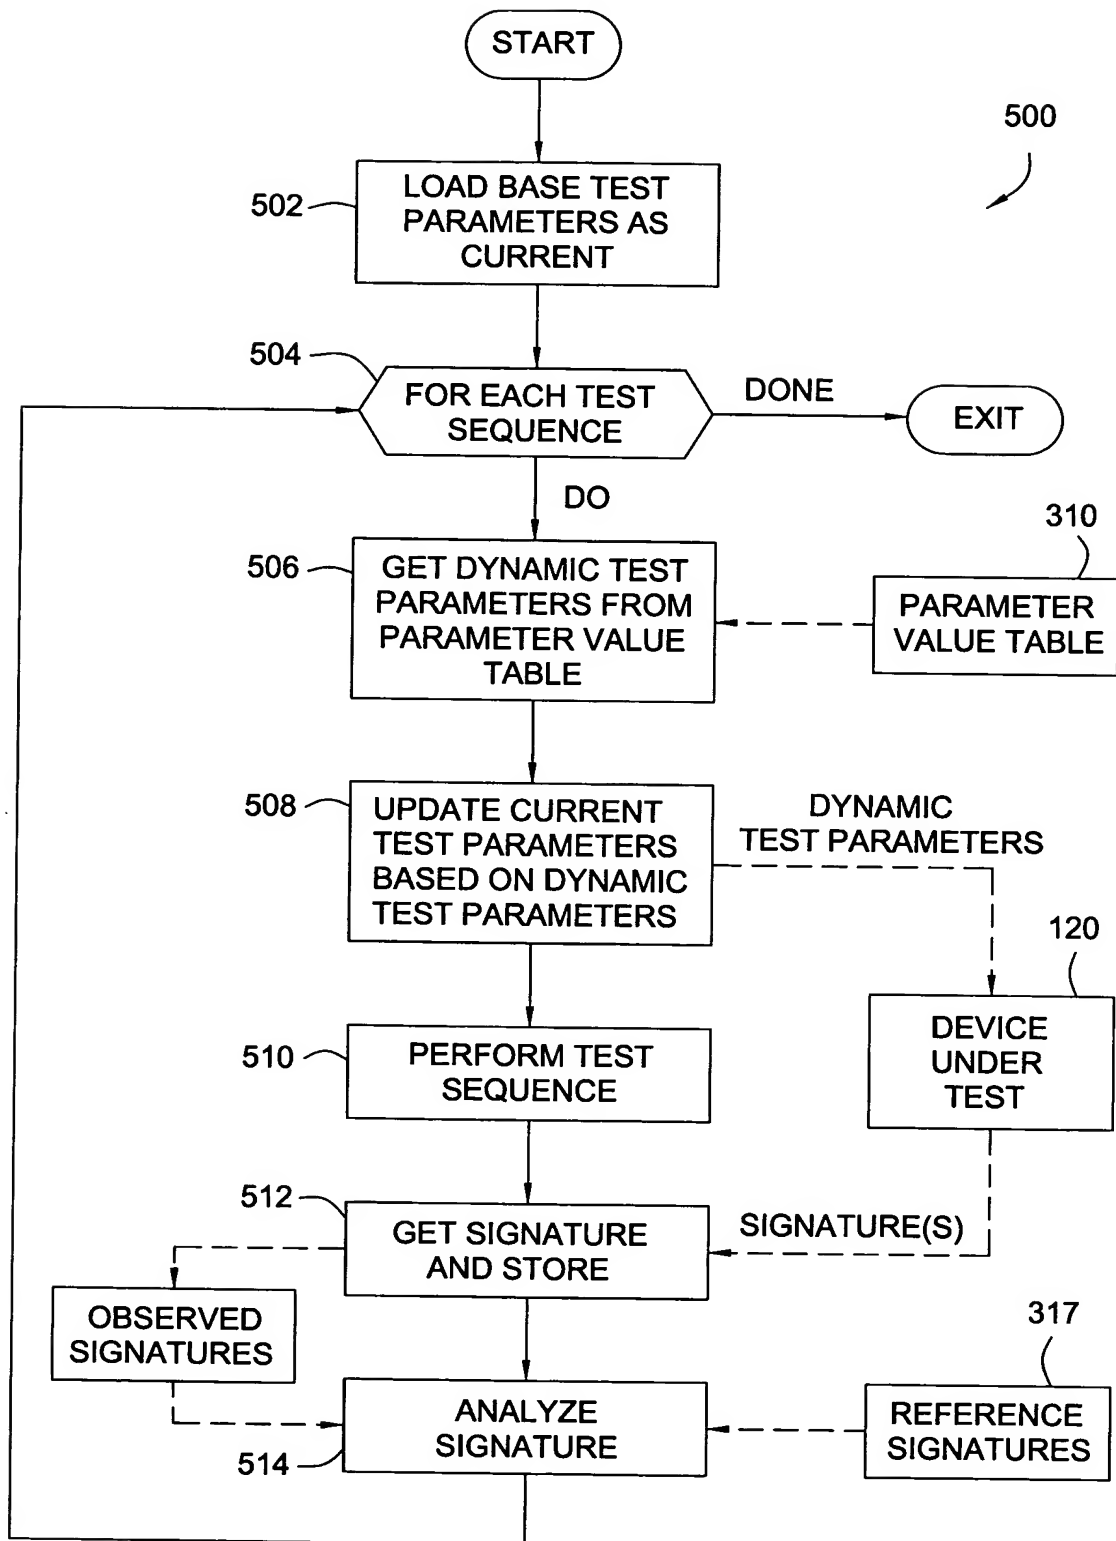 START
500
502
LOAD BASE TEST
PARAMETERS AS
CURRENT
504
FOR EACH TEST
SEQUENCE
DONE
EXIT
DO
310
506
GET DYNAMIC TEST
PARAMETERS FROM
PARAMETER VALUE
TABLE
PARAMETER
VALUE TABLE
508
UPDATE CURRENT
TEST PARAMETERS
BASED ON DYNAMIC
TEST PARAMETERS
DYNAMIC
TEST PARAMETERS
120
DEVICE
UNDER
TEST
510
PERFORM TEST
SEQUENCE
512
GET SIGNATURE
AND STORE
SIGNATURE(S)
OBSERVED
SIGNATURES
317
514
ANALYZE
SIGNATURE
REFERENCE
SIGNATURES